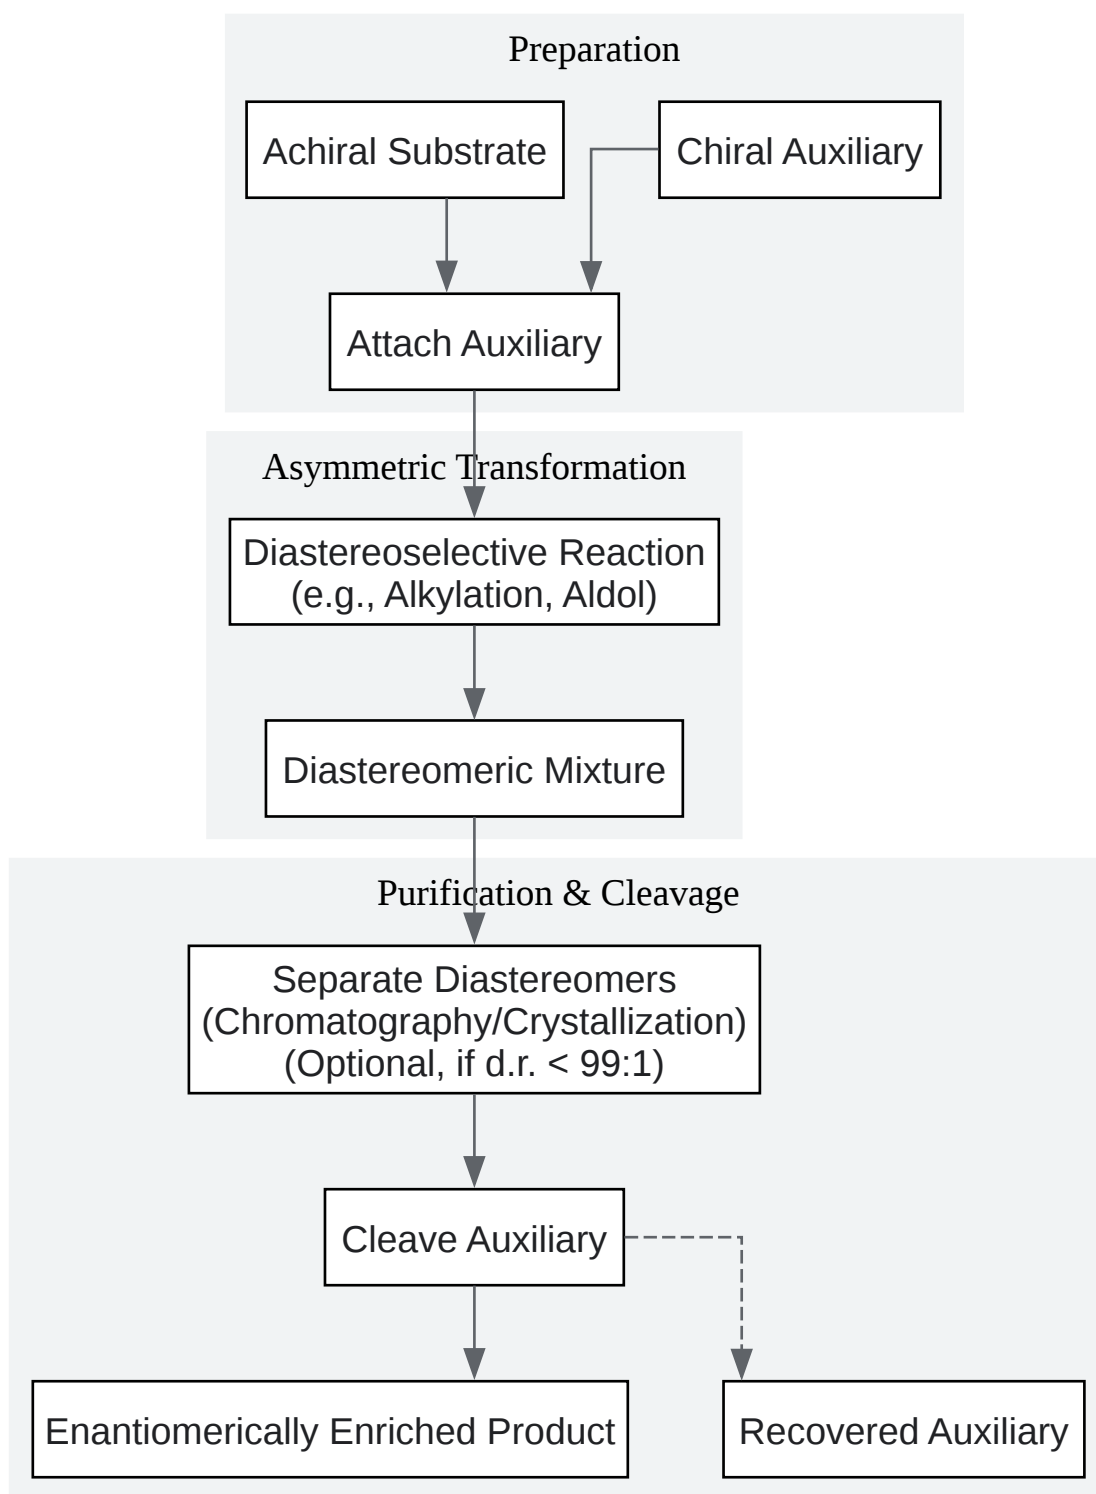 Preparation
Achiral Substrate
Chiral Auxiliary
Attach Auxiliary
Asymmetric Transformation
Diastereoselective Reaction
(e.g., Alkylation, Aldol)
Diastereomeric Mixture
Purification & Cleavage
Separate Diastereomers
(Chromatography/Crystallization)
(Optional, if d.r. < 99:1)
Cleave Auxiliary
Enantiomerically Enriched Product
Recovered Auxiliary